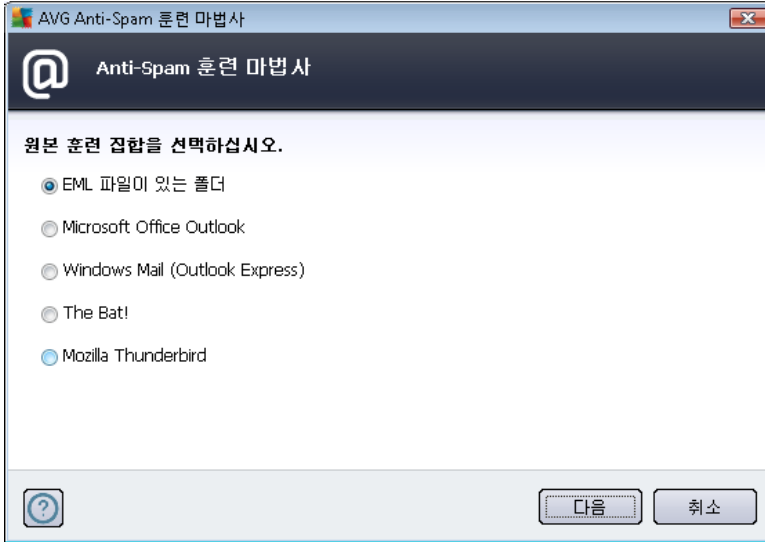 AVG Anti-Spam 훈련 마법사
Anti-Spam 훈련 마법사
원본 훈련 집합을 선택하십시오.
EML 파일이 있는 폴더
Microsoft Office Outlook
Windows Mail (Outlook Express)
The Bat!
Mozilla Thunderbird
다음
취소